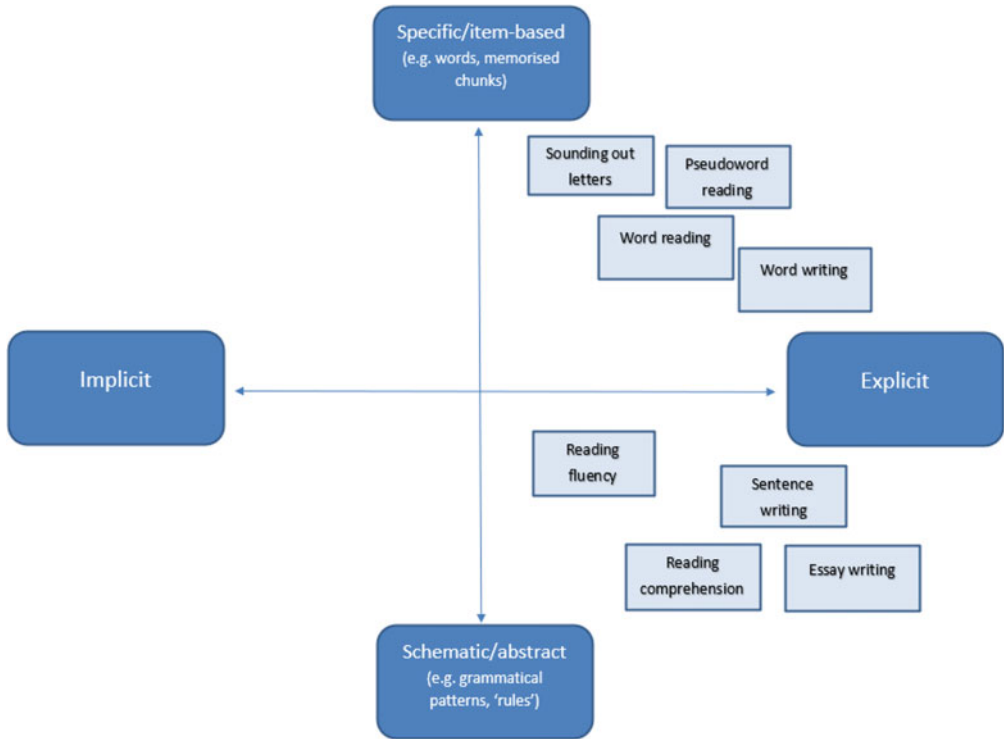 Specific/item-based
(e.g. words, memorised
chunks)
Sounding out
letters
Pseudoword
reading
Word reading
Word writing
Implicit
Explicit
Reading
fluency
Sentence
writing
Reading
comprehension
Essay writing
Schematic/abstract
(e.g. grammatical
patterns, ‘rules’)